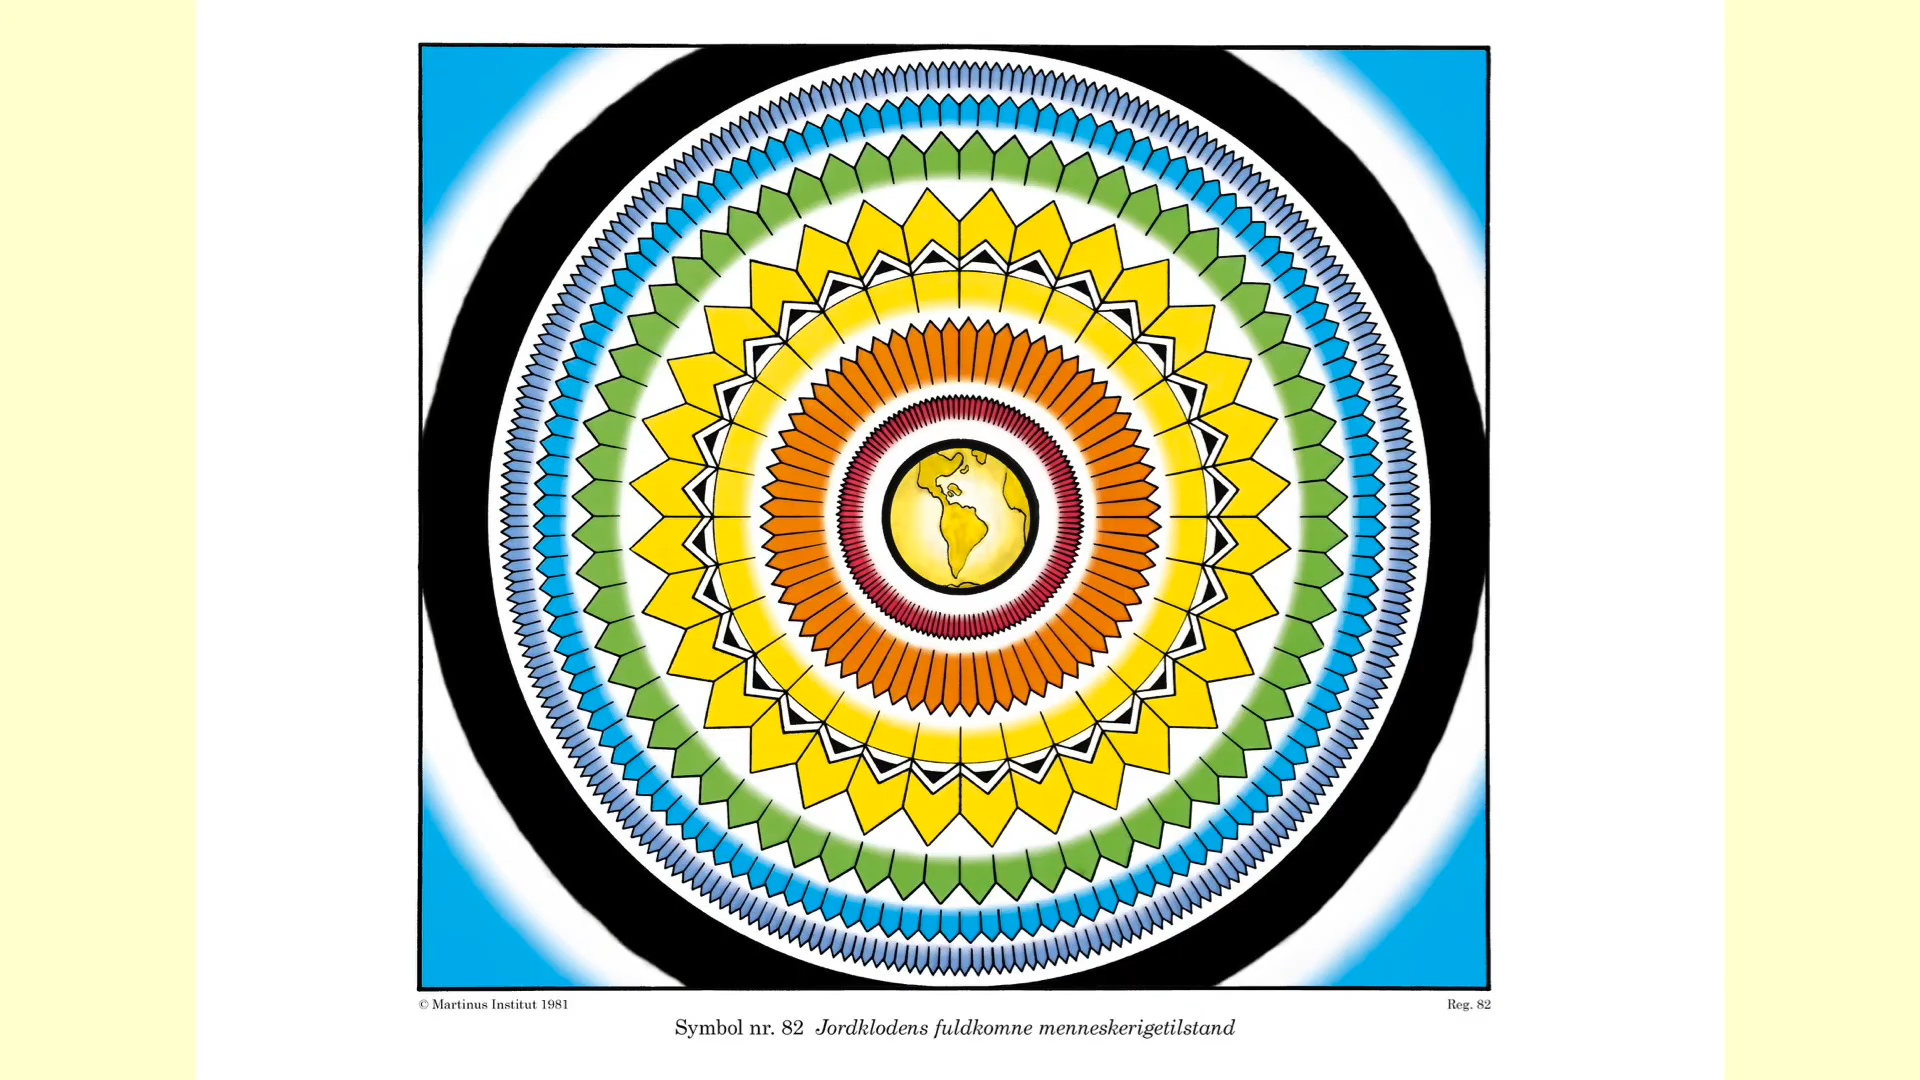 © Martinus Institut 1981
Reg. 82
Symbol nr. 82 Jordklodens fuldkomne menneskerigetilstand